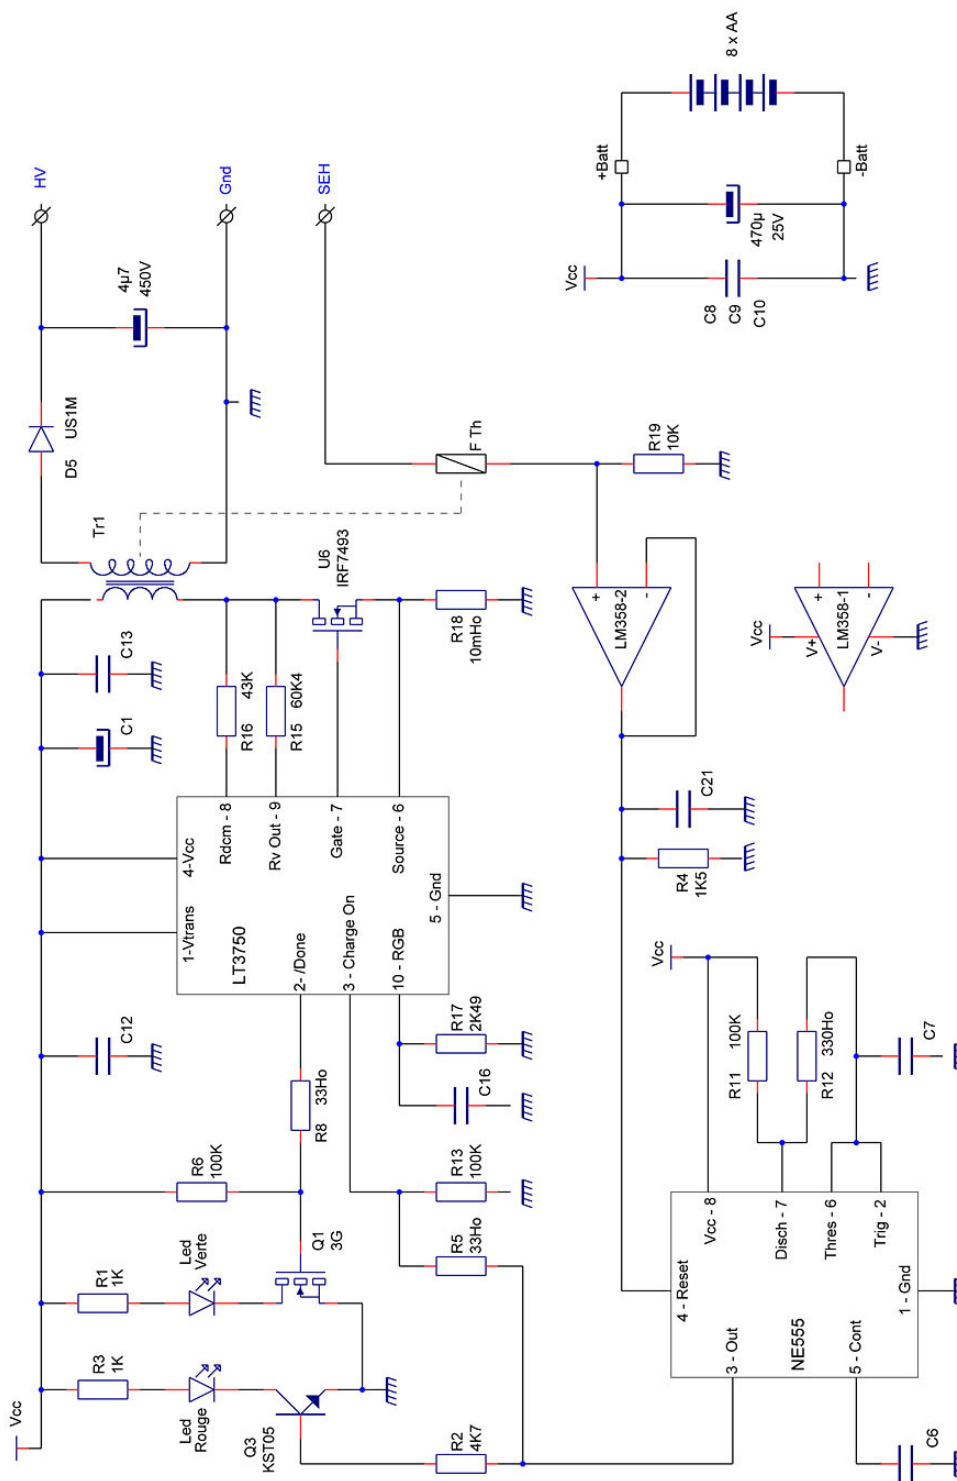 Vcc
R3
1K
Led
Rouge
Q3
KST05
R2
4K7
R1
1K
Led
Verte
Q1
3G
R6
100K
R5
33Ho
R13
100K
R8
33Ho
C16
R17
2K49
C12
LT3750
1-Vtrans
4-Vcc
2- /Done
3 - Charge On
10 - RGB
5 - Gnd
Rdcm - 8
Rv Out - 9
Gate - 7
Source - 6
C1
C13
R16
43K
R15
60K4
U6
IRF7493
R18
10mHo
Tr1
D5
US1M
4µ7
450V
HV
Gnd
SEH
F Th
R19
10K
+
-
LM358-2
Vcc
V+
+
LM358-1
-
V-
C21
R4
1K5
Vcc
R11
100K
R12
330Ho
C7
NE555
4 - Reset
Vcc - 8
Disch - 7
Thres - 6
Trig - 2
3 - Out
5 - Cont
1 - Gnd
C6
Vcc
C8
C9
C10
470µ
25V
+Batt
-Batt
8 x AA